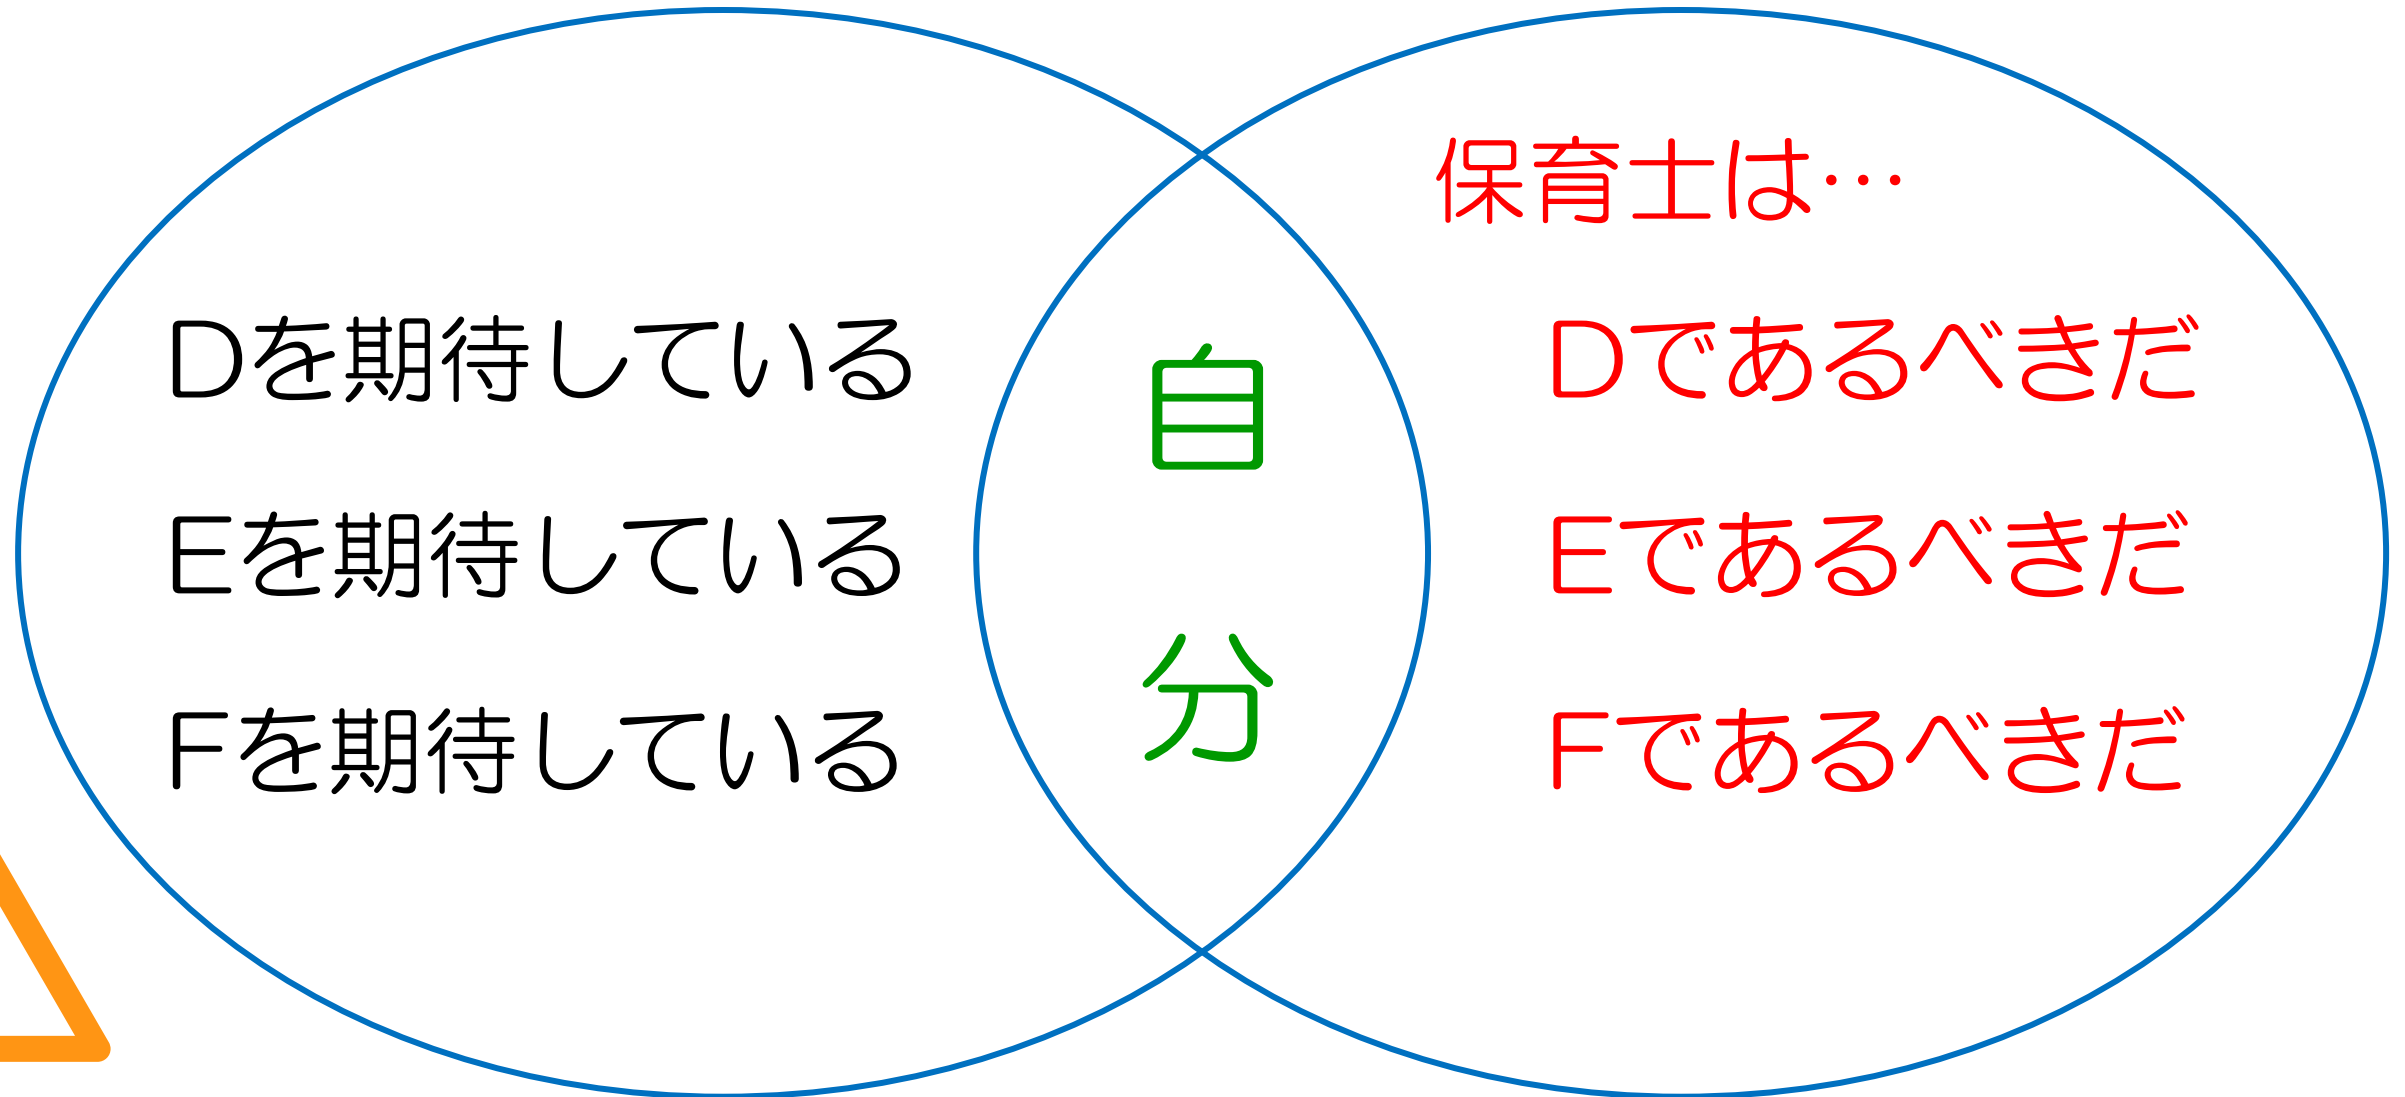 Dを期待している
Eを期待している
Fを期待している
自
分
保育士は…
Dであるべきだ
Eであるべきだ
Fであるべきだ